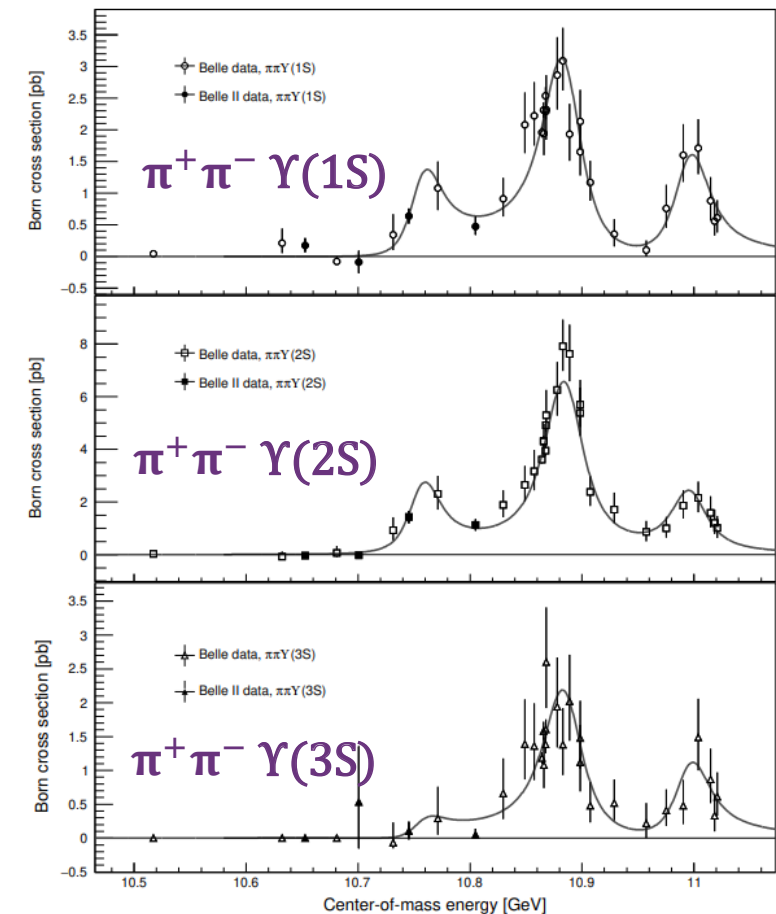 Born cross section [pb]
3.5
3
2.5
2
1.5
1
0.5
0
−0.5
Belle data, ππΥ(1S)
Belle II data, ππΥ(1S)
π⁺π⁻ Υ(1S)
Born cross section [pb]
8
6
4
2
0
Belle data, ππΥ(2S)
Belle II data, ππΥ(2S)
π⁺π⁻ Υ(2S)
Born cross section [pb]
3.5
3
2.5
2
1.5
1
0.5
0
−0.5
Belle data, ππΥ(3S)
Belle II data, ππΥ(3S)
π⁺π⁻ Υ(3S)
10.5 10.6 10.7 10.8 10.9 11
Center-of-mass energy [GeV]